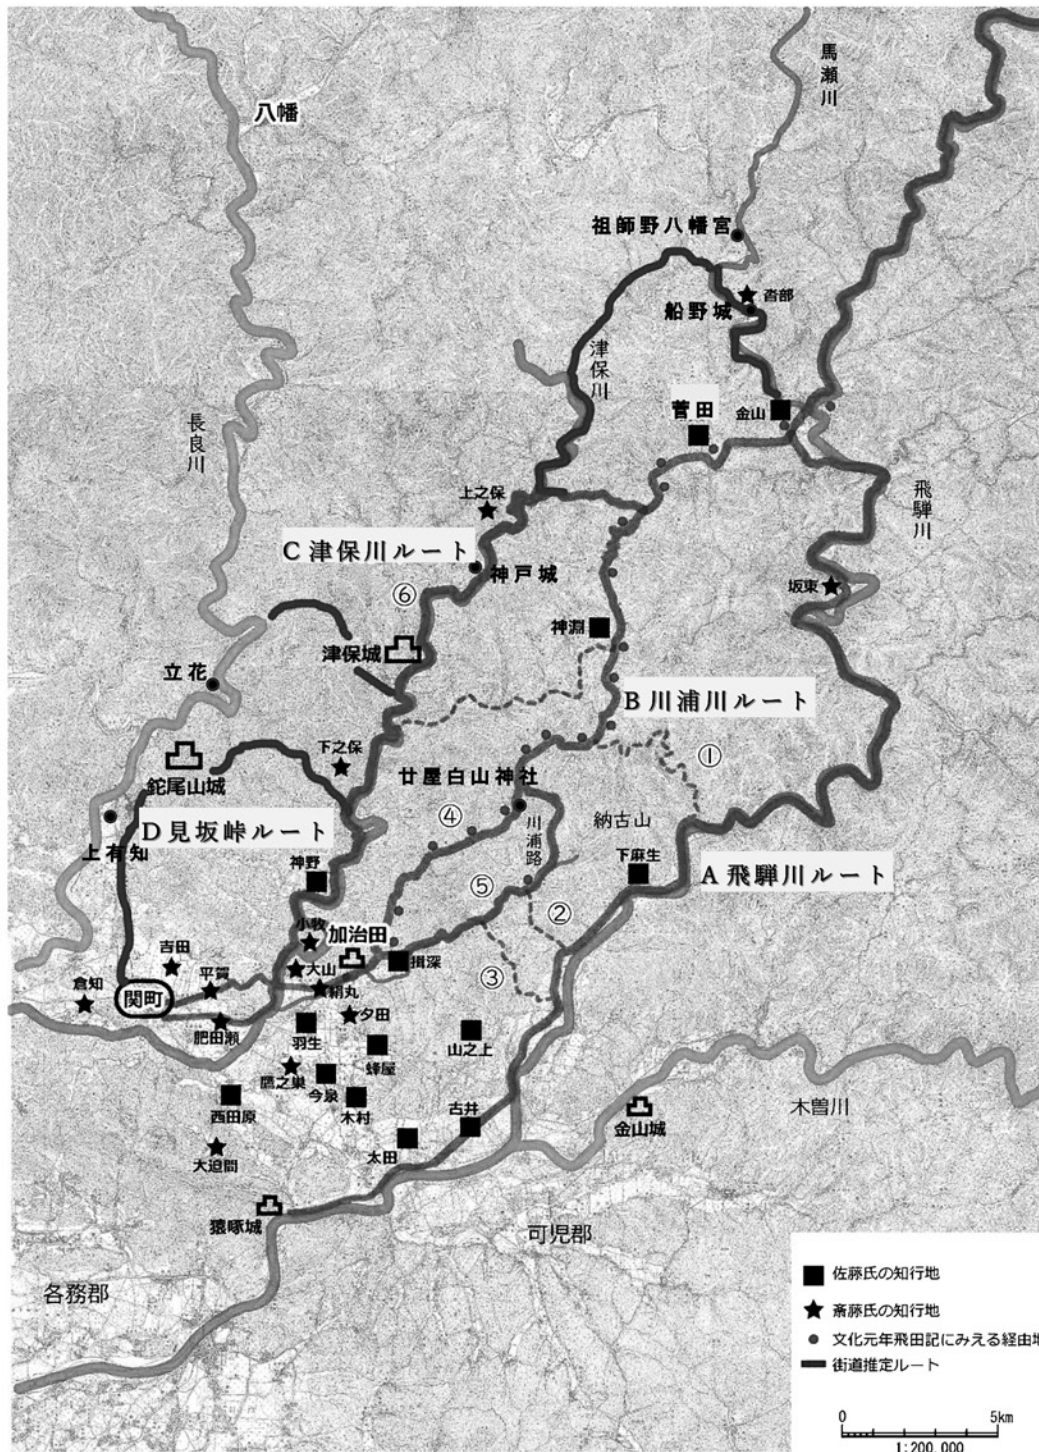 馬瀬川
八幡
祖師野八幡宮
沓部
船野城
津保川
菅田
金山
長良川
飛騨川
上之保
C 津保川ルート
神戸城
⑥
坂東
神淵
津保城
立花
B 川浦川ルート
①
下之保
鉈尾山城
廿屋白山神社
④
納古山
川浦路
D 見坂峠ルート
上有知
神野
下麻生
A 飛騨川ルート
⑤
②
小牧
加治田
吉田
大山
揖深
③
倉知
平賀
関町
絹丸
夕田
肥田瀬
羽生
山之上
蜂屋
鷹之巣
今泉
西田原
木村
古井
木曽川
金山城
太田
大迫間
猿啄城
可児郡
各務郡
佐藤氏の知行地
斎藤氏の知行地
文化元年飛田記にみえる経由地
街道推定ルート
0 5km
1:200,000